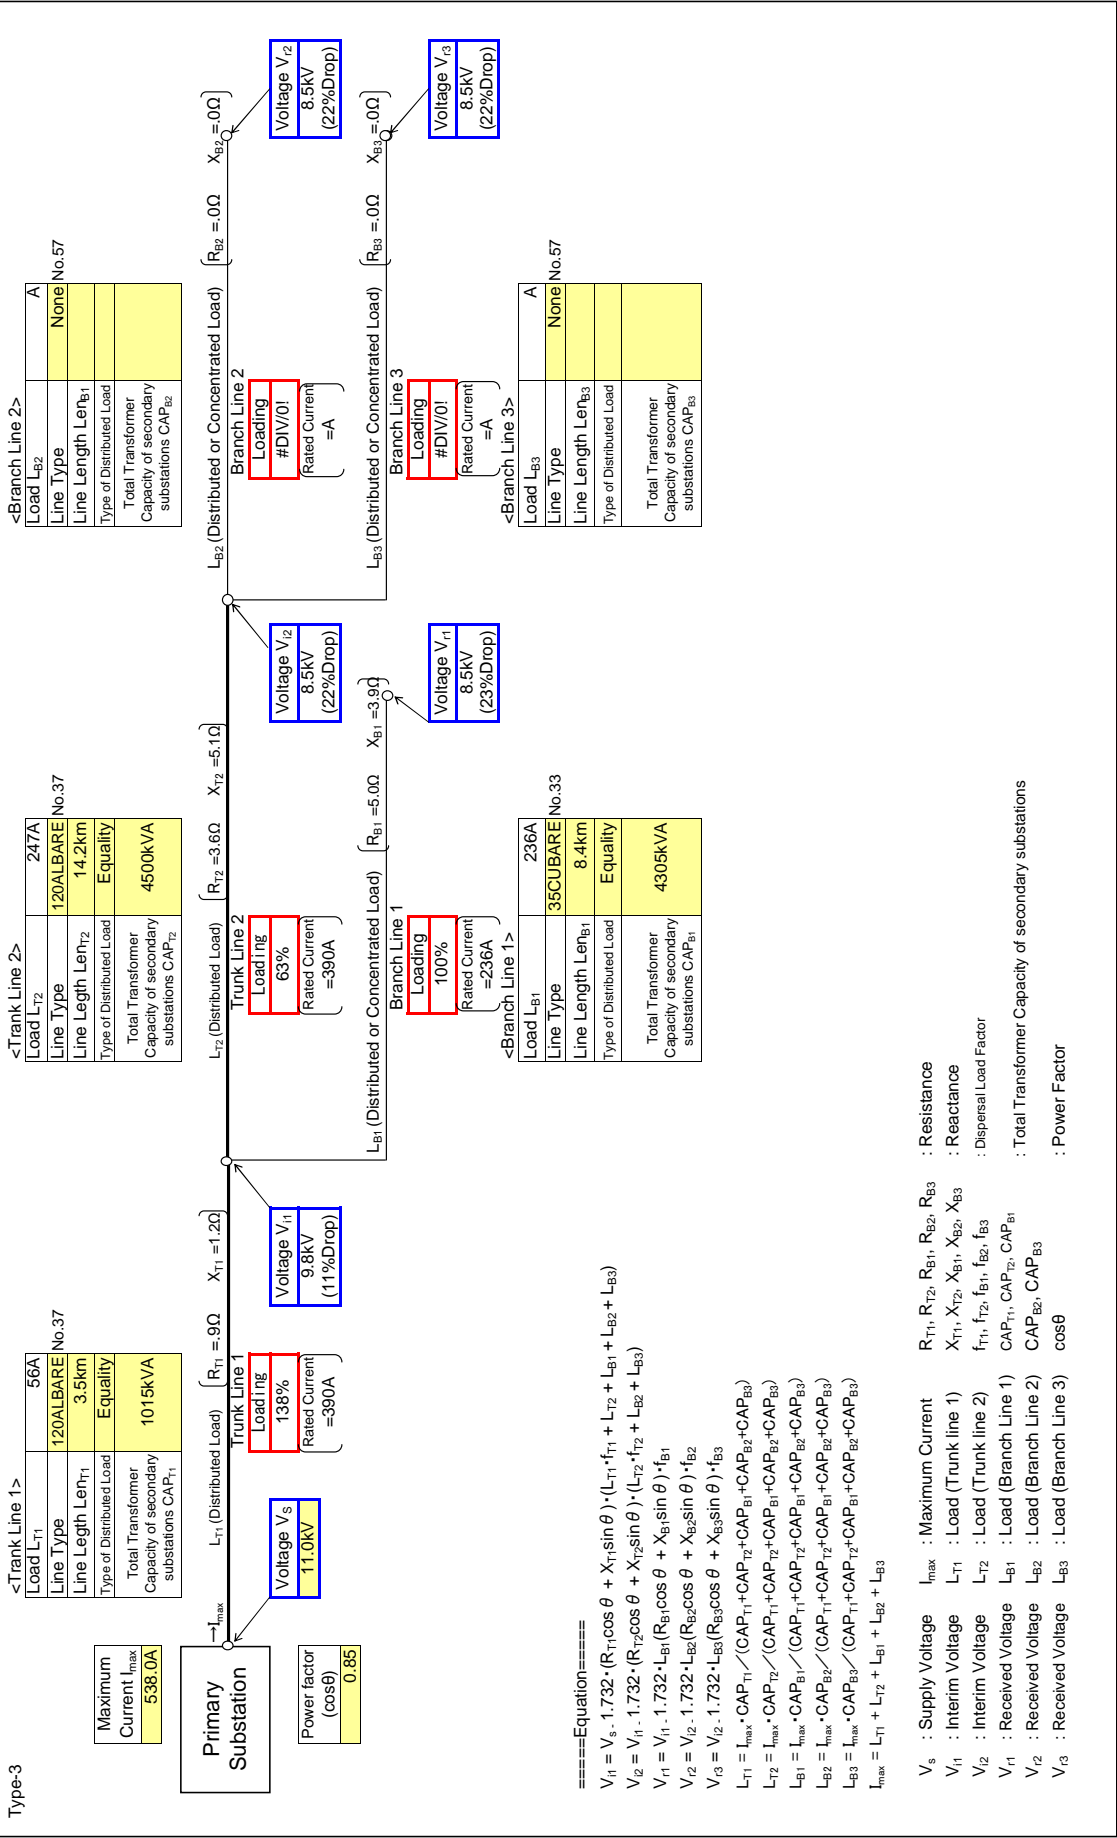 Type-3
<Trank Line 1>
Load LT1 56A
Line Type 120ALBARE No.37
Line Legth LenT1 3.5km
Type of Distributed Load Equality
Total Transformer
Capacity of secondary
substations CAPT1 1015kVA
<Trank Line 2>
Load LT2 247A
Line Type 120ALBARE No.37
Line Legth LenT2 14.2km
Type of Distributed Load Equality
Total Transformer
Capacity of secondary
substations CAPT2 4500kVA
<Branch Line 2>
Load LB2 A
Line Type None No.57
Line Length LenB1
Type of Distributed Load
Total Transformer
Capacity of secondary
substations CAPB2
Maximum
Current Imax
538.0A
Primary
Substation
→Imax
Power factor
(cosθ)
0.85
Voltage VS
11.0kV
LT1 (Distributed Load)
RT1 =.9Ω XT1 =1.2Ω
Trunk Line 1
Loading
138%
Rated Current
=390A
Voltage Vi1
9.8kV
(11%Drop)
LT2 (Distributed Load)
RT2 =3.6Ω XT2 =5.1Ω
Trunk Line 2
Loading
63%
Rated Current
=390A
Voltage Vi2
8.5kV
(22%Drop)
LB2 (Distributed or Concentrated Load)
RB2 =.0Ω XB2 =.0Ω
Branch Line 2
Loading
#DIV/0!
Rated Current
=A
Voltage Vr2
8.5kV
(22%Drop)
LB1 (Distributed or Concentrated Load)
RB1 =5.0Ω XB1 =3.9Ω
Branch Line 1
Loading
100%
Rated Current
=236A
Voltage Vr1
8.5kV
(23%Drop)
LB3 (Distributed or Concentrated Load)
RB3 =.0Ω XB3 =.0Ω
Branch Line 3
Loading
#DIV/0!
Rated Current
=A
Voltage Vr3
8.5kV
(22%Drop)
<Branch Line 1>
Load LB1 236A
Line Type 35CUBARE No.33
Line Length LenB1 8.4km
Type of Distributed Load Equality
Total Transformer
Capacity of secondary
substations CAPB1 4305kVA
<Branch Line 3>
Load LB3 A
Line Type None No.57
Line Length LenB3
Type of Distributed Load
Total Transformer
Capacity of secondary
substations CAPB3
=====Equation=====
Vi1 = VS - 1.732･(RT1cosθ + XT1sinθ)･(LT1･fT1 + LT2 + LB1 + LB2 + LB3)
Vi2 = Vi1 - 1.732･(RT2cosθ + XT2sinθ)･(LT2･fT2 + LB2 + LB3)
Vr1 = Vi1 - 1.732･LB1(RB1cosθ + XB1sinθ)･fB1
Vr2 = Vi2 - 1.732･LB2(RB2cosθ + XB2sinθ)･fB2
Vr3 = Vi2 - 1.732･LB3(RB3cosθ + XB3sinθ)･fB3
LT1 = Imax･CAPT1／(CAPT1+CAPT2+CAPB1+CAPB2+CAPB3)
LT2 = Imax･CAPT2／(CAPT1+CAPT2+CAPB1+CAPB2+CAPB3)
LB1 = Imax･CAPB1／(CAPT1+CAPT2+CAPB1+CAPB2+CAPB3)
LB2 = Imax･CAPB2／(CAPT1+CAPT2+CAPB1+CAPB2+CAPB3)
LB3 = Imax･CAPB3／(CAPT1+CAPT2+CAPB1+CAPB2+CAPB3)
Imax = LT1 + LT2 + LB1 + LB2 + LB3
Vs : Supply Voltage Imax : Maximum Current RT1, RT2, RB1, RB2, RB3 : Resistance
Vi1 : Interim Voltage LT1 : Load (Trunk line 1) XT1, XT2, XB1, XB2, XB3 : Reactance
Vi2 : Interim Voltage LT2 : Load (Trunk line 2) fT1, fT2, fB1, fB2, fB3 : Dispersal Load Factor
Vr1 : Received Voltage LB1 : Load (Branch Line 1) CAPT1, CAPT2, CAPB1 : Total Transformer Capacity of secondary substations
Vr2 : Received Voltage LB2 : Load (Branch Line 2) CAPB2, CAPB3
Vr3 : Received Voltage LB3 : Load (Branch Line 3) cosθ : Power Factor